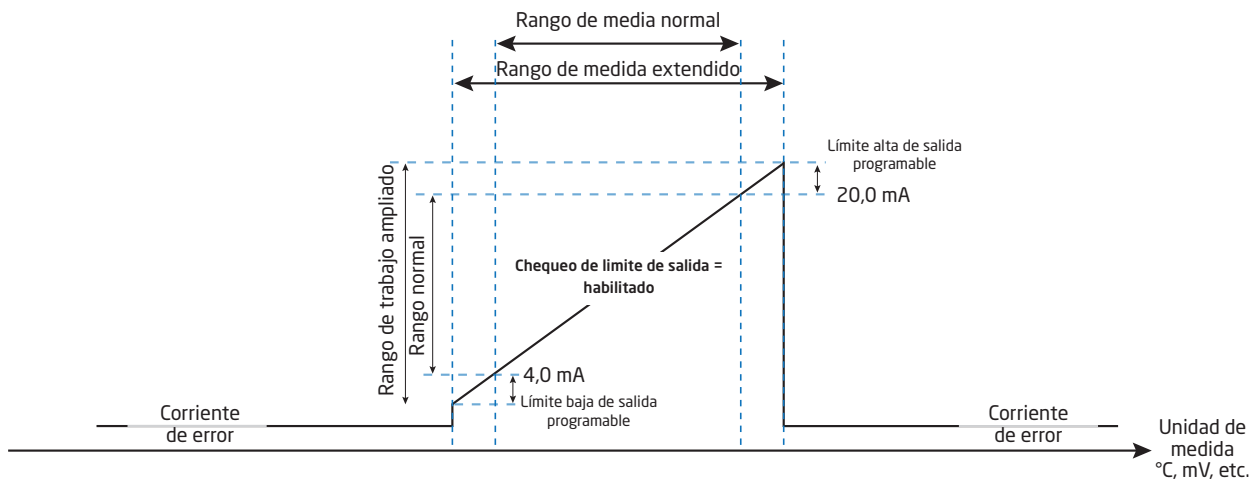 Rango de media normal
Rango de medida extendido
Límite alta de salida
programable
20,0 mA
Rango de trabajo ampliado
Rango normal
Chequeo de limite de salida =
habilitado
4,0 mA
Límite baja de salida
programable
Corriente
de error
Corriente
de error
Unidad de
medida
°C, mV, etc.